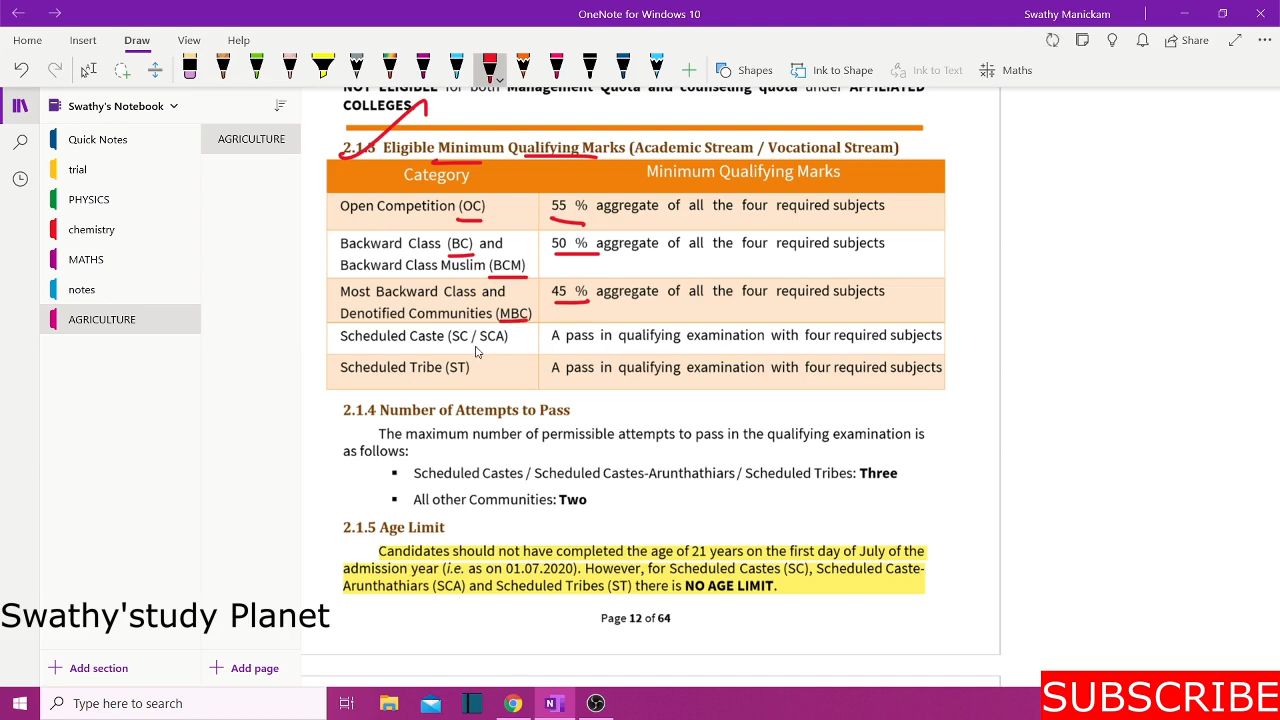 OneNote for Windows 10
Swathy Manickam
Home Insert Draw View Help
Share
Shapes Ink to Shape Ink to Text Maths
Swathy's Notebook
Quick Notes
trial
PHYSICS
chemistry
MATHS
notes
AGRICULTURE
Add section
AGRICULTURE
Add page
NOT ELIGIBLE for both Management Quota and counseling quota under AFFILIATED
COLLEGES.
2.1.3 Eligible Minimum Qualifying Marks (Academic Stream / Vocational Stream)
Category Minimum Qualifying Marks
Open Competition (OC) 55 % aggregate of all the four required subjects
Backward Class (BC) and 50 % aggregate of all the four required subjects
Backward Class Muslim (BCM)
Most Backward Class and 45 % aggregate of all the four required subjects
Denotified Communities (MBC)
Scheduled Caste (SC / SCA) A pass in qualifying examination with four required subjects
Scheduled Tribe (ST) A pass in qualifying examination with four required subjects
2.1.4 Number of Attempts to Pass
The maximum number of permissible attempts to pass in the qualifying examination is
as follows:
▪ Scheduled Castes / Scheduled Castes-Arunthathiars / Scheduled Tribes: Three
▪ All other Communities: Two
2.1.5 Age Limit
Candidates should not have completed the age of 21 years on the first day of July of the
admission year (i.e. as on 01.07.2020). However, for Scheduled Castes (SC), Scheduled Caste-
Arunthathiars (SCA) and Scheduled Tribes (ST) there is NO AGE LIMIT.
Page 12 of 64
Swathy'study Planet
Type here to search
SUBSCRIBE